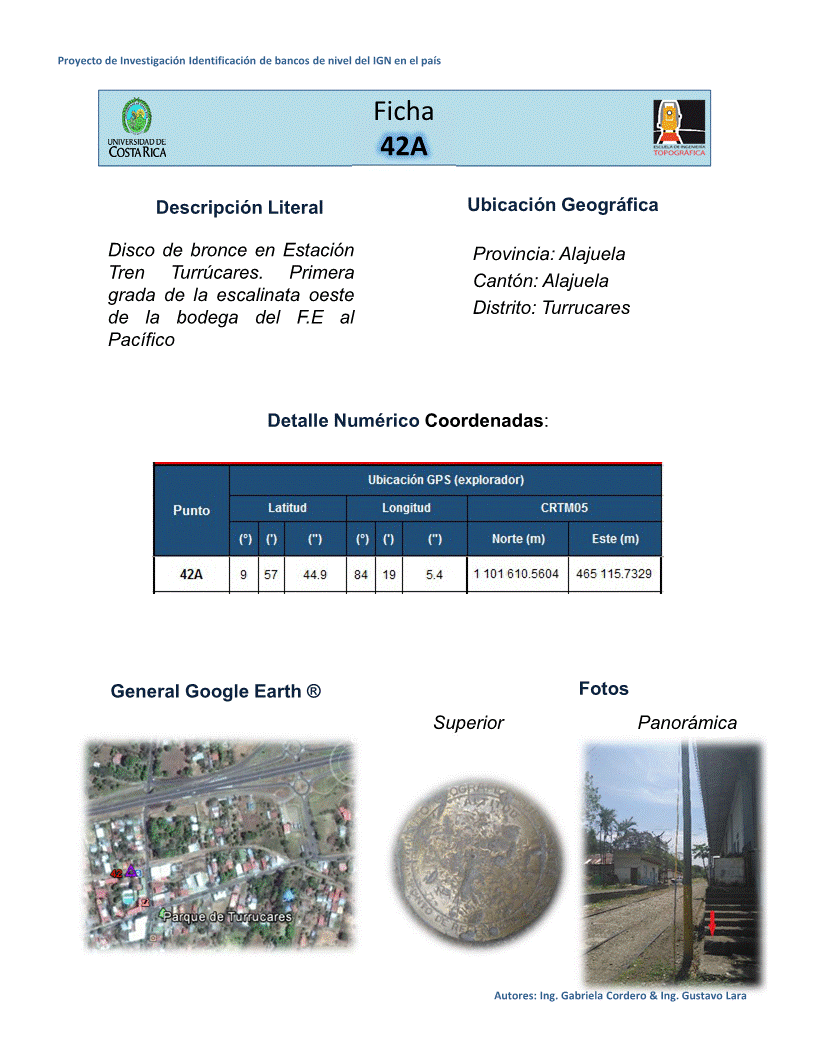 Proyecto de Investigación Identificación de bancos de nivel del IGN en el país
Ficha
42A
UNIVERSIDAD DE
COSTA RICA
ESCUELA DE INGENIERÍA
TOPOGRÁFICA
Descripción Literal
Disco de bronce en Estación
Tren Turrúcares. Primera
grada de la escalinata oeste
de la bodega del F.E al
Pacífico
Ubicación Geográfica
Provincia: Alajuela
Cantón: Alajuela
Distrito: Turrucares
Detalle Numérico Coordenadas:
Punto
Ubicación GPS (explorador)
Latitud Longitud CRTM05
(º) (') (") (º) (') (") Norte (m) Este (m)
42A 9 57 44.9 84 19 5.4 1 101 610.5604 465 115.7329
General Google Earth ®
Fotos
Superior Panorámica
42
Parque de Turrucares
Autores: Ing. Gabriela Cordero & Ing. Gustavo Lara